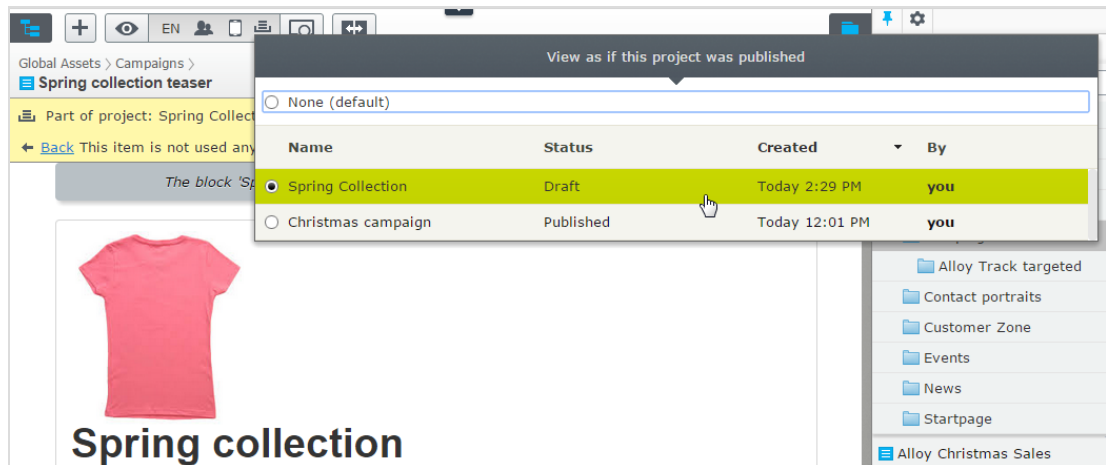 EN
View as if this project was published
Global Assets > Campaigns >
Spring collection teaser
None (default)
Part of project: Spring Collect
Back This item is not used any
Name Status Created By
The block 'Sp
Spring Collection Draft Today 2:29 PM you
Christmas campaign Published Today 12:01 PM you
Alloy Track targeted
Contact portraits
Customer Zone
Events
News
Startpage
Alloy Christmas Sales
Spring collection